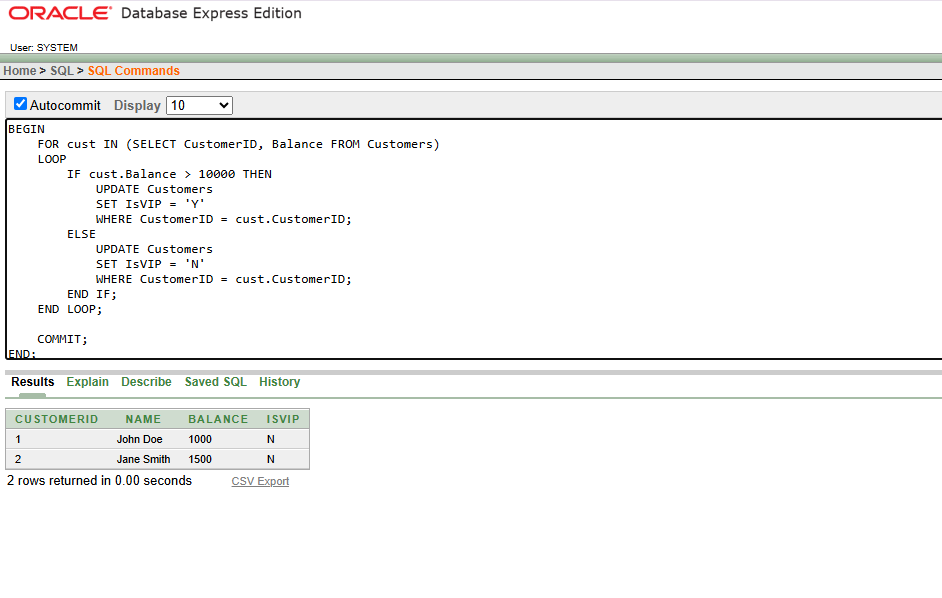 ORACLE Database Express Edition
User: SYSTEM
Home > SQL > SQL Commands
Autocommit Display 10
BEGIN
    FOR cust IN (SELECT CustomerID, Balance FROM Customers)
    LOOP
        IF cust.Balance > 10000 THEN
            UPDATE Customers
            SET IsVIP = 'Y'
            WHERE CustomerID = cust.CustomerID;
        ELSE
            UPDATE Customers
            SET IsVIP = 'N'
            WHERE CustomerID = cust.CustomerID;
        END IF;
    END LOOP;
    COMMIT;
END;
Results Explain Describe Saved SQL History
CUSTOMERID NAME BALANCE ISVIP
1 John Doe 1000 N
2 Jane Smith 1500 N
2 rows returned in 0.00 seconds CSV Export